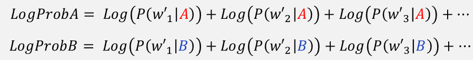 LogProbA = Log(P(w'₁|A)) + Log(P(w'₂|A)) + Log(P(w'₃|A)) + ⋯
LogProbB = Log(P(w'₁|B)) + Log(P(w'₂|B)) + Log(P(w'₃|B)) + ⋯